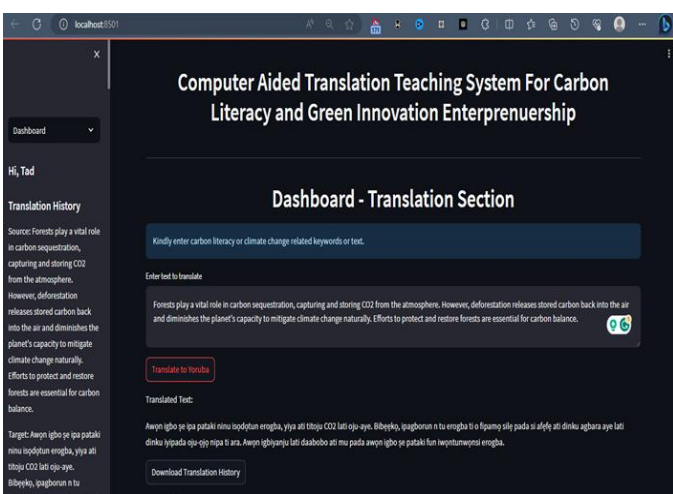 localhost:8501
Computer Aided Translation Teaching System For Carbon
Literacy and Green Innovation Enterprenuership
Dashboard
Hi, Tad
Translation History
Source: Forests play a vital role
in carbon sequestration,
capturing and storing CO2
from the atmosphere.
However, deforestation
releases stored carbon back
into the air and diminishes the
planet's capacity to mitigate
climate change naturally.
Efforts to protect and restore
forests are essential for carbon
balance.
Target: Awọn igbo ṣe ipa pataki
ninu isọdọtun erogba, yiya ati
titoju CO2 lati oju-aye.
Bibẹẹkọ, ipagborun n tu
Dashboard - Translation Section
Kindly enter carbon literacy or climate change related keywords or text.
Enter text to translate
Forests play a vital role in carbon sequestration, capturing and storing CO2 from the atmosphere. However, deforestation releases stored carbon back into the air
and diminishes the planet's capacity to mitigate climate change naturally. Efforts to protect and restore forests are essential for carbon balance.
Translate to Yoruba
Translated Text:
Awọn igbo ṣe ipa pataki ninu isọdọtun erogba, yiya ati titoju CO2 lati oju-aye. Bibẹẹkọ, ipagborun n tu erogba ti o fipamọ silẹ pada si afẹfẹ ati dinku agbara aye lati
dinku iyipada oju-ọjọ nipa ti ara. Awọn igbiyanju lati daabobo ati mu pada awọn igbo ṣe pataki fun iwọntunwọnsi erogba.
Download Translation History